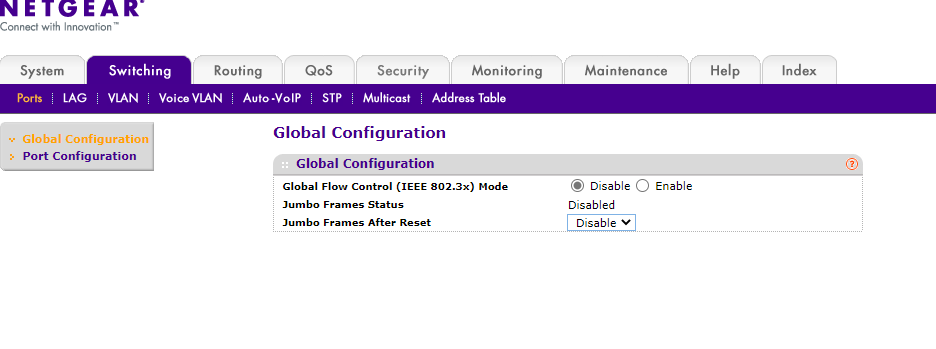 NETGEAR®
Connect with Innovation™
System Switching Routing QoS Security Monitoring Maintenance Help Index
Ports LAG VLAN Voice VLAN Auto-VoIP STP Multicast Address Table
Global Configuration
Port Configuration
Global Configuration
Global Configuration ?
Global Flow Control (IEEE 802.3x) Mode Disable Enable
Jumbo Frames Status Disabled
Jumbo Frames After Reset Disable